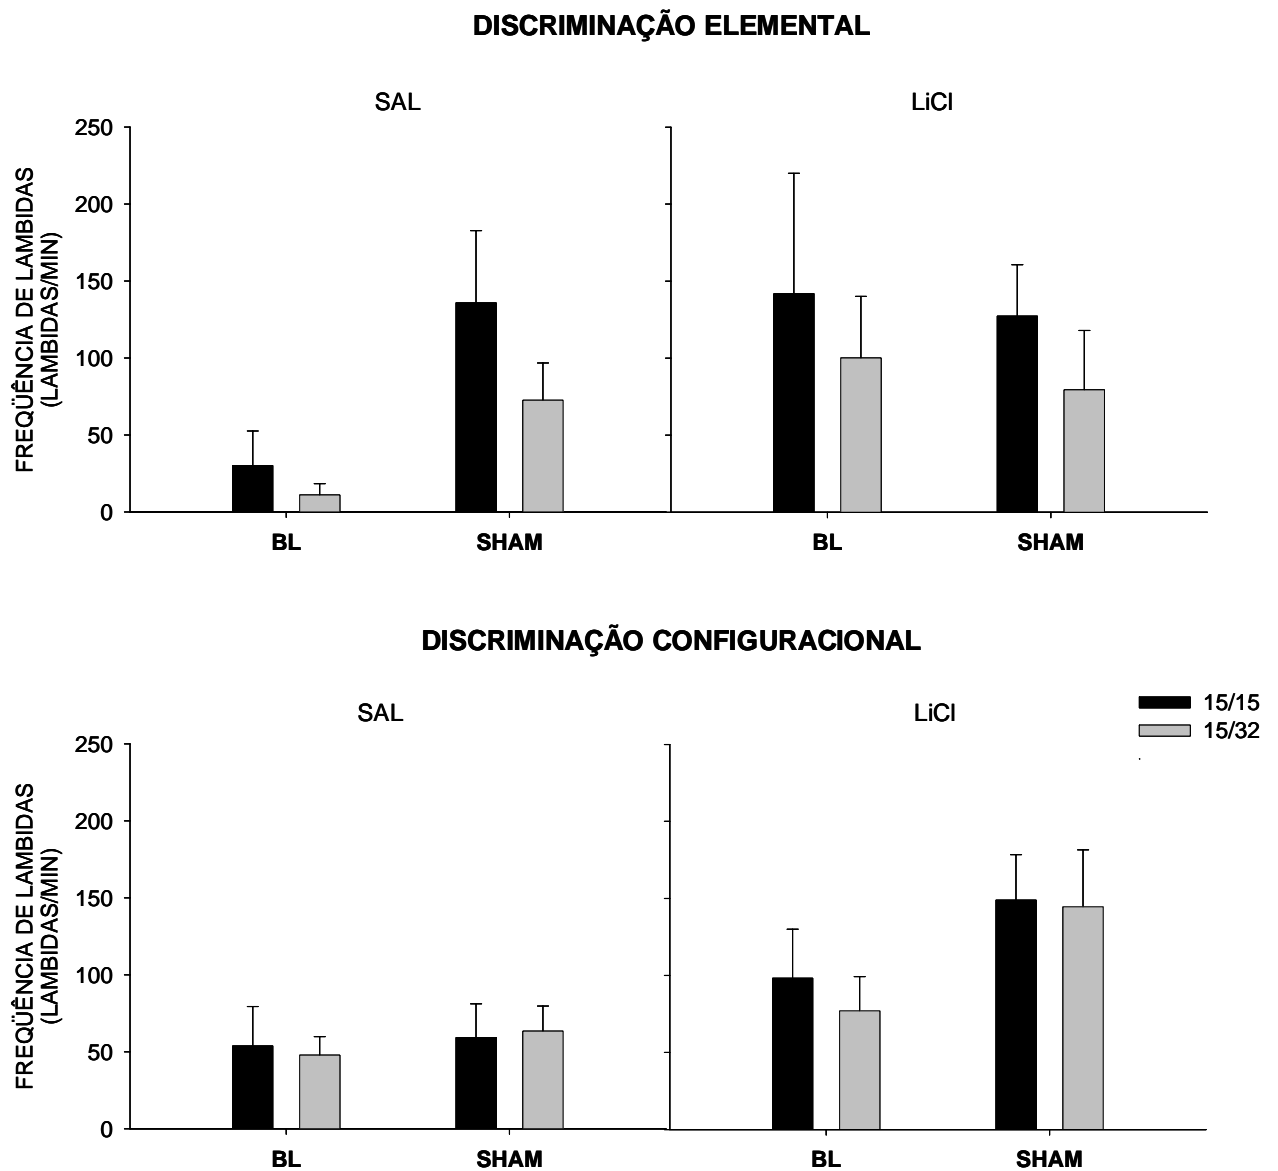 DISCRIMINAÇÃO ELEMENTAL
SAL
LiCl
FREQÜÊNCIA DE LAMBIDAS
(LAMBIDAS/MIN)
250
200
150
100
50
0
BL
SHAM
BL
SHAM
DISCRIMINAÇÃO CONFIGURACIONAL
SAL
LiCl
15/15
15/32
FREQÜÊNCIA DE LAMBIDAS
(LAMBIDAS/MIN)
250
200
150
100
50
0
BL
SHAM
BL
SHAM